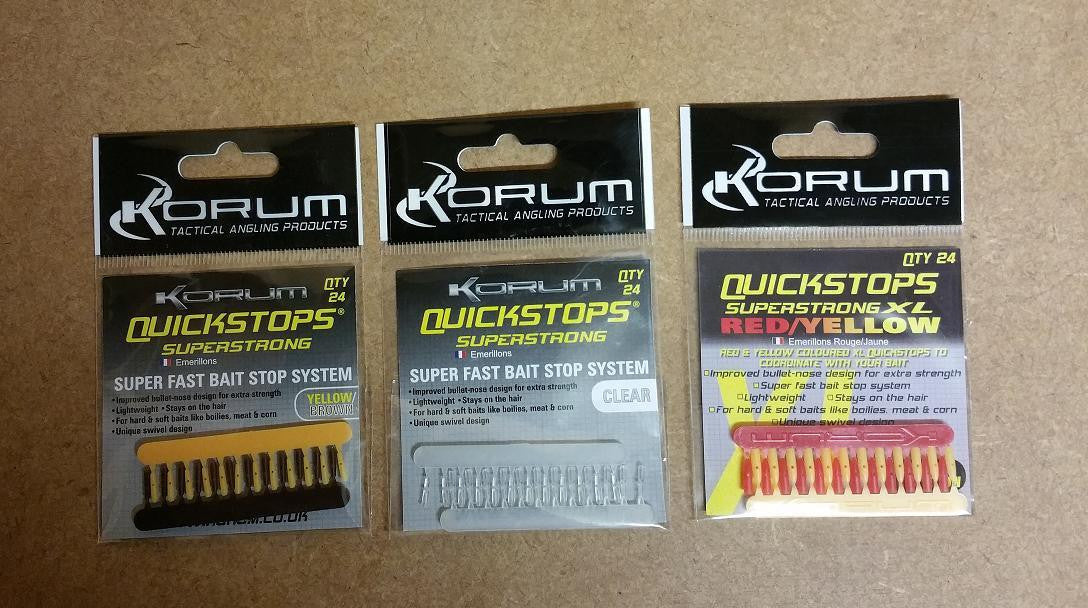 KORUM
TACTICAL ANGLING PRODUCTS
KORUM
QTY
24
QUICKSTOPS®
SUPERSTRONG
Emerillons
SUPER FAST BAIT STOP SYSTEM
•Improved bullet-nose design for extra strength
•Lightweight •Stays on the hair
•For hard & soft baits like boilies, meat & corn
•Unique swivel design
YELLOW
BROWN
KORUM
TACTICAL ANGLING PRODUCTS
KORUM
QTY
24
QUICKSTOPS®
SUPERSTRONG
Emerillons
SUPER FAST BAIT STOP SYSTEM
•Improved bullet-nose design for extra strength
•Lightweight •Stays on the hair
•For hard & soft baits like boilies, meat & corn
•Unique swivel design
CLEAR
KORUM
TACTICAL ANGLING PRODUCTS
QTY 24
QUICKSTOPS
SUPERSTRONG XL
RED/YELLOW
Emerillons Rouge/Jaune
RED & YELLOW COLOURED XL QUICKSTOPS TO
COORDINATE WITH YOUR BAIT
Improved bullet-nose design for extra strength
Super fast bait stop system
Lightweight Stays on the hair
For hard & soft baits like boilies, meat & corn
Unique swivel design